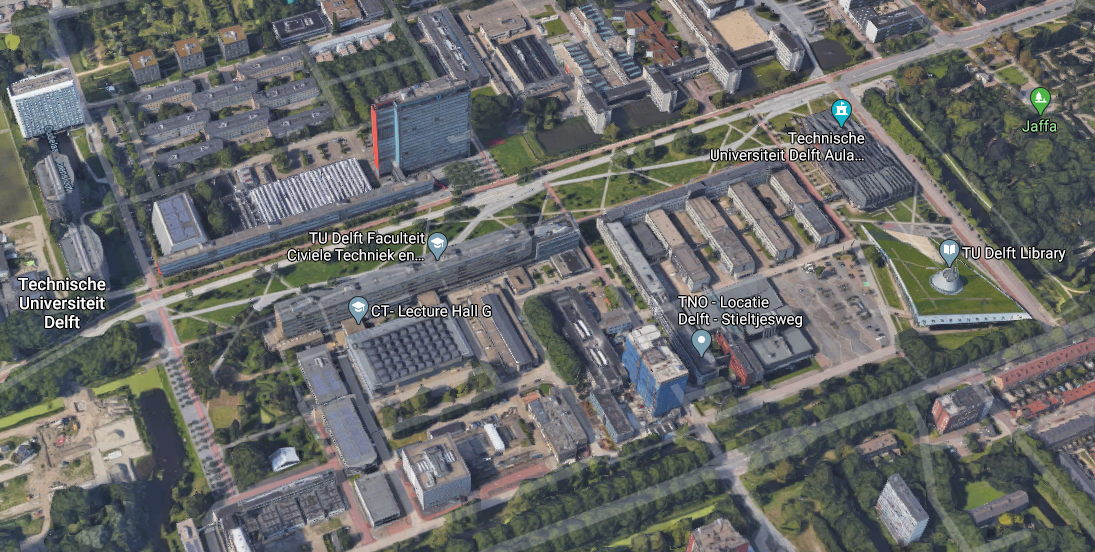 Jaffa
Technische
Universiteit Delft Aula...
TU Delft Faculteit
Civiele Techniek en...
TU Delft Library
Technische
Universiteit
Delft
CT- Lecture Hall G
TNO - Locatie
Delft - Stieltjesweg